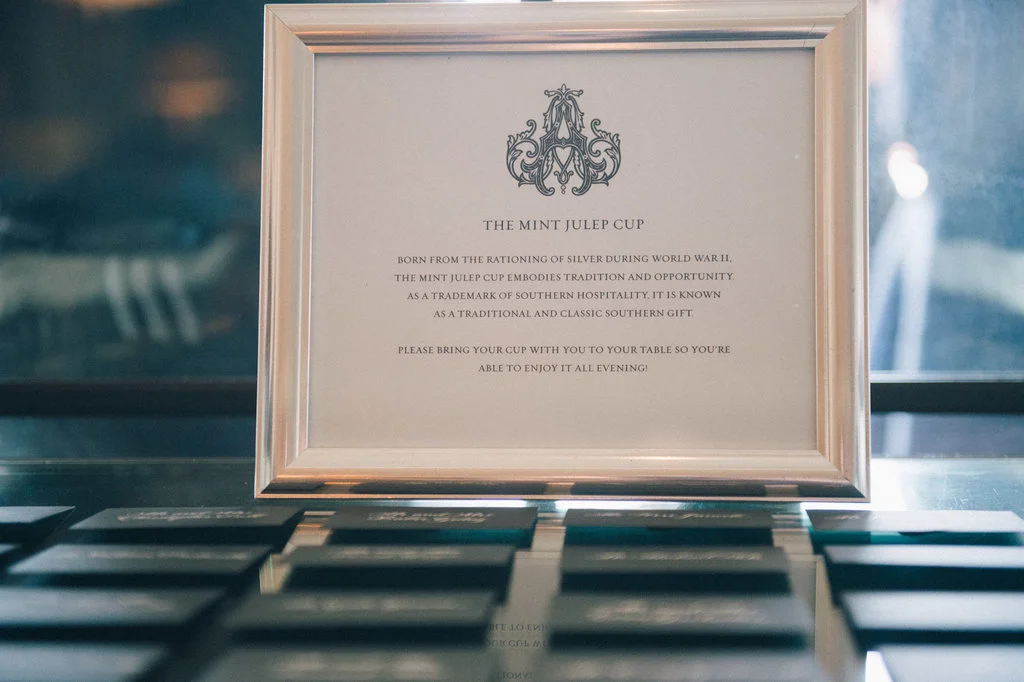 THE MINT JULEP CUP
BORN FROM THE RATIONING OF SILVER DURING WORLD WAR II,
THE MINT JULEP CUP EMBODIES TRADITION AND OPPORTUNITY.
AS A TRADEMARK OF SOUTHERN HOSPITALITY, IT IS KNOWN
AS A TRADITIONAL AND CLASSIC SOUTHERN GIFT.
PLEASE BRING YOUR CUP WITH YOU TO YOUR TABLE SO YOU'RE
ABLE TO ENJOY IT ALL EVENING!